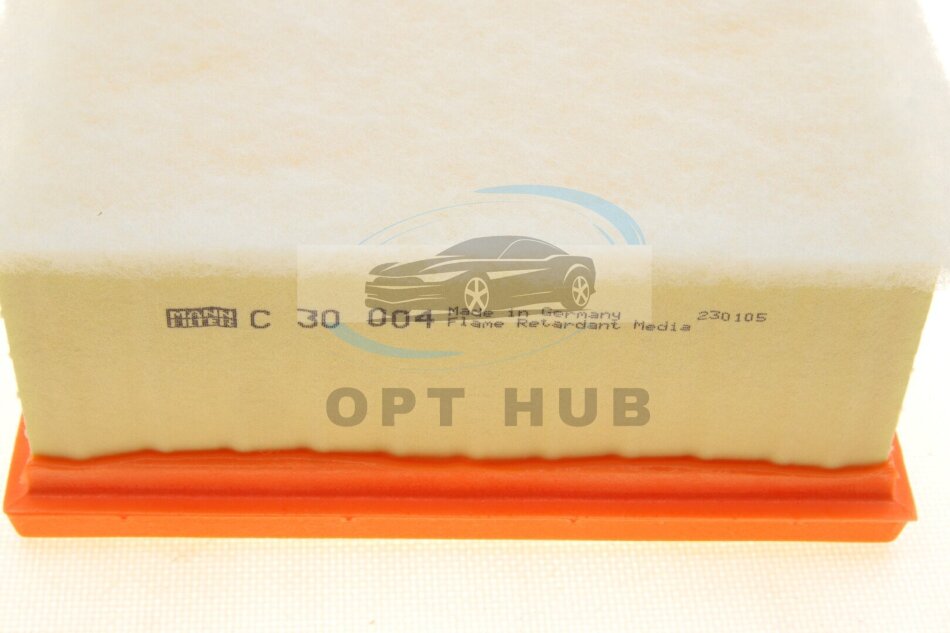 MANN FILTER C 30 004 Made in Germany 230105
Flame Retardant Media
OPT HUB